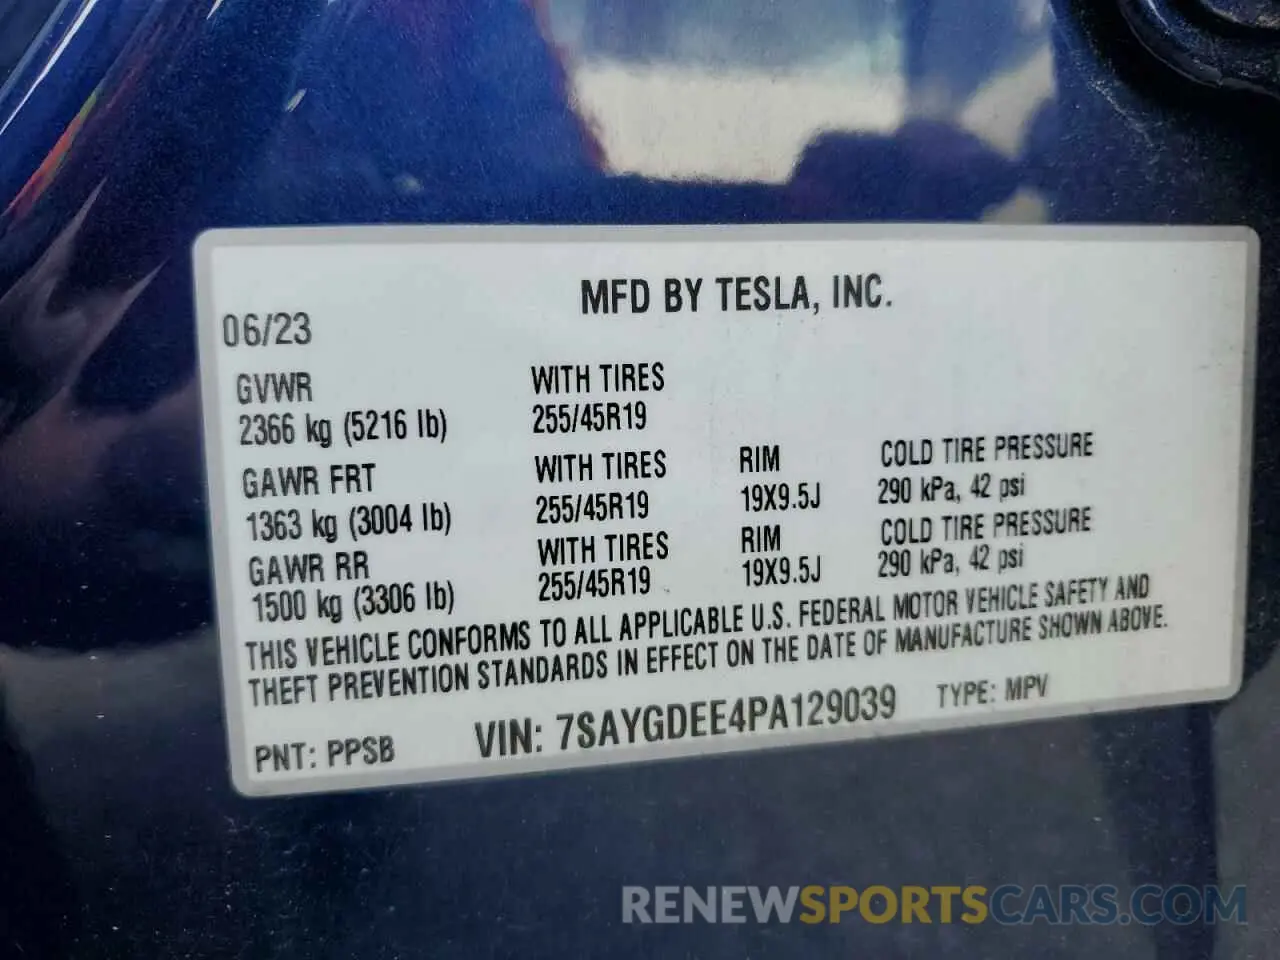 MFD BY TESLA, INC.
06/23
GVWR WITH TIRES
2366 kg (5216 lb) 255/45R19
GAWR FRT WITH TIRES RIM COLD TIRE PRESSURE
1363 kg (3004 lb) 255/45R19 19X9.5J 290 kPa, 42 psi
GAWR RR WITH TIRES RIM COLD TIRE PRESSURE
1500 kg (3306 lb) 255/45R19 19X9.5J 290 kPa, 42 psi
THIS VEHICLE CONFORMS TO ALL APPLICABLE U.S. FEDERAL MOTOR VEHICLE SAFETY AND
THEFT PREVENTION STANDARDS IN EFFECT ON THE DATE OF MANUFACTURE SHOWN ABOVE.
PNT: PPSB VIN: 7SAYGDEE4PA129039 TYPE: MPV
RENEWSPORTSCARS.COM